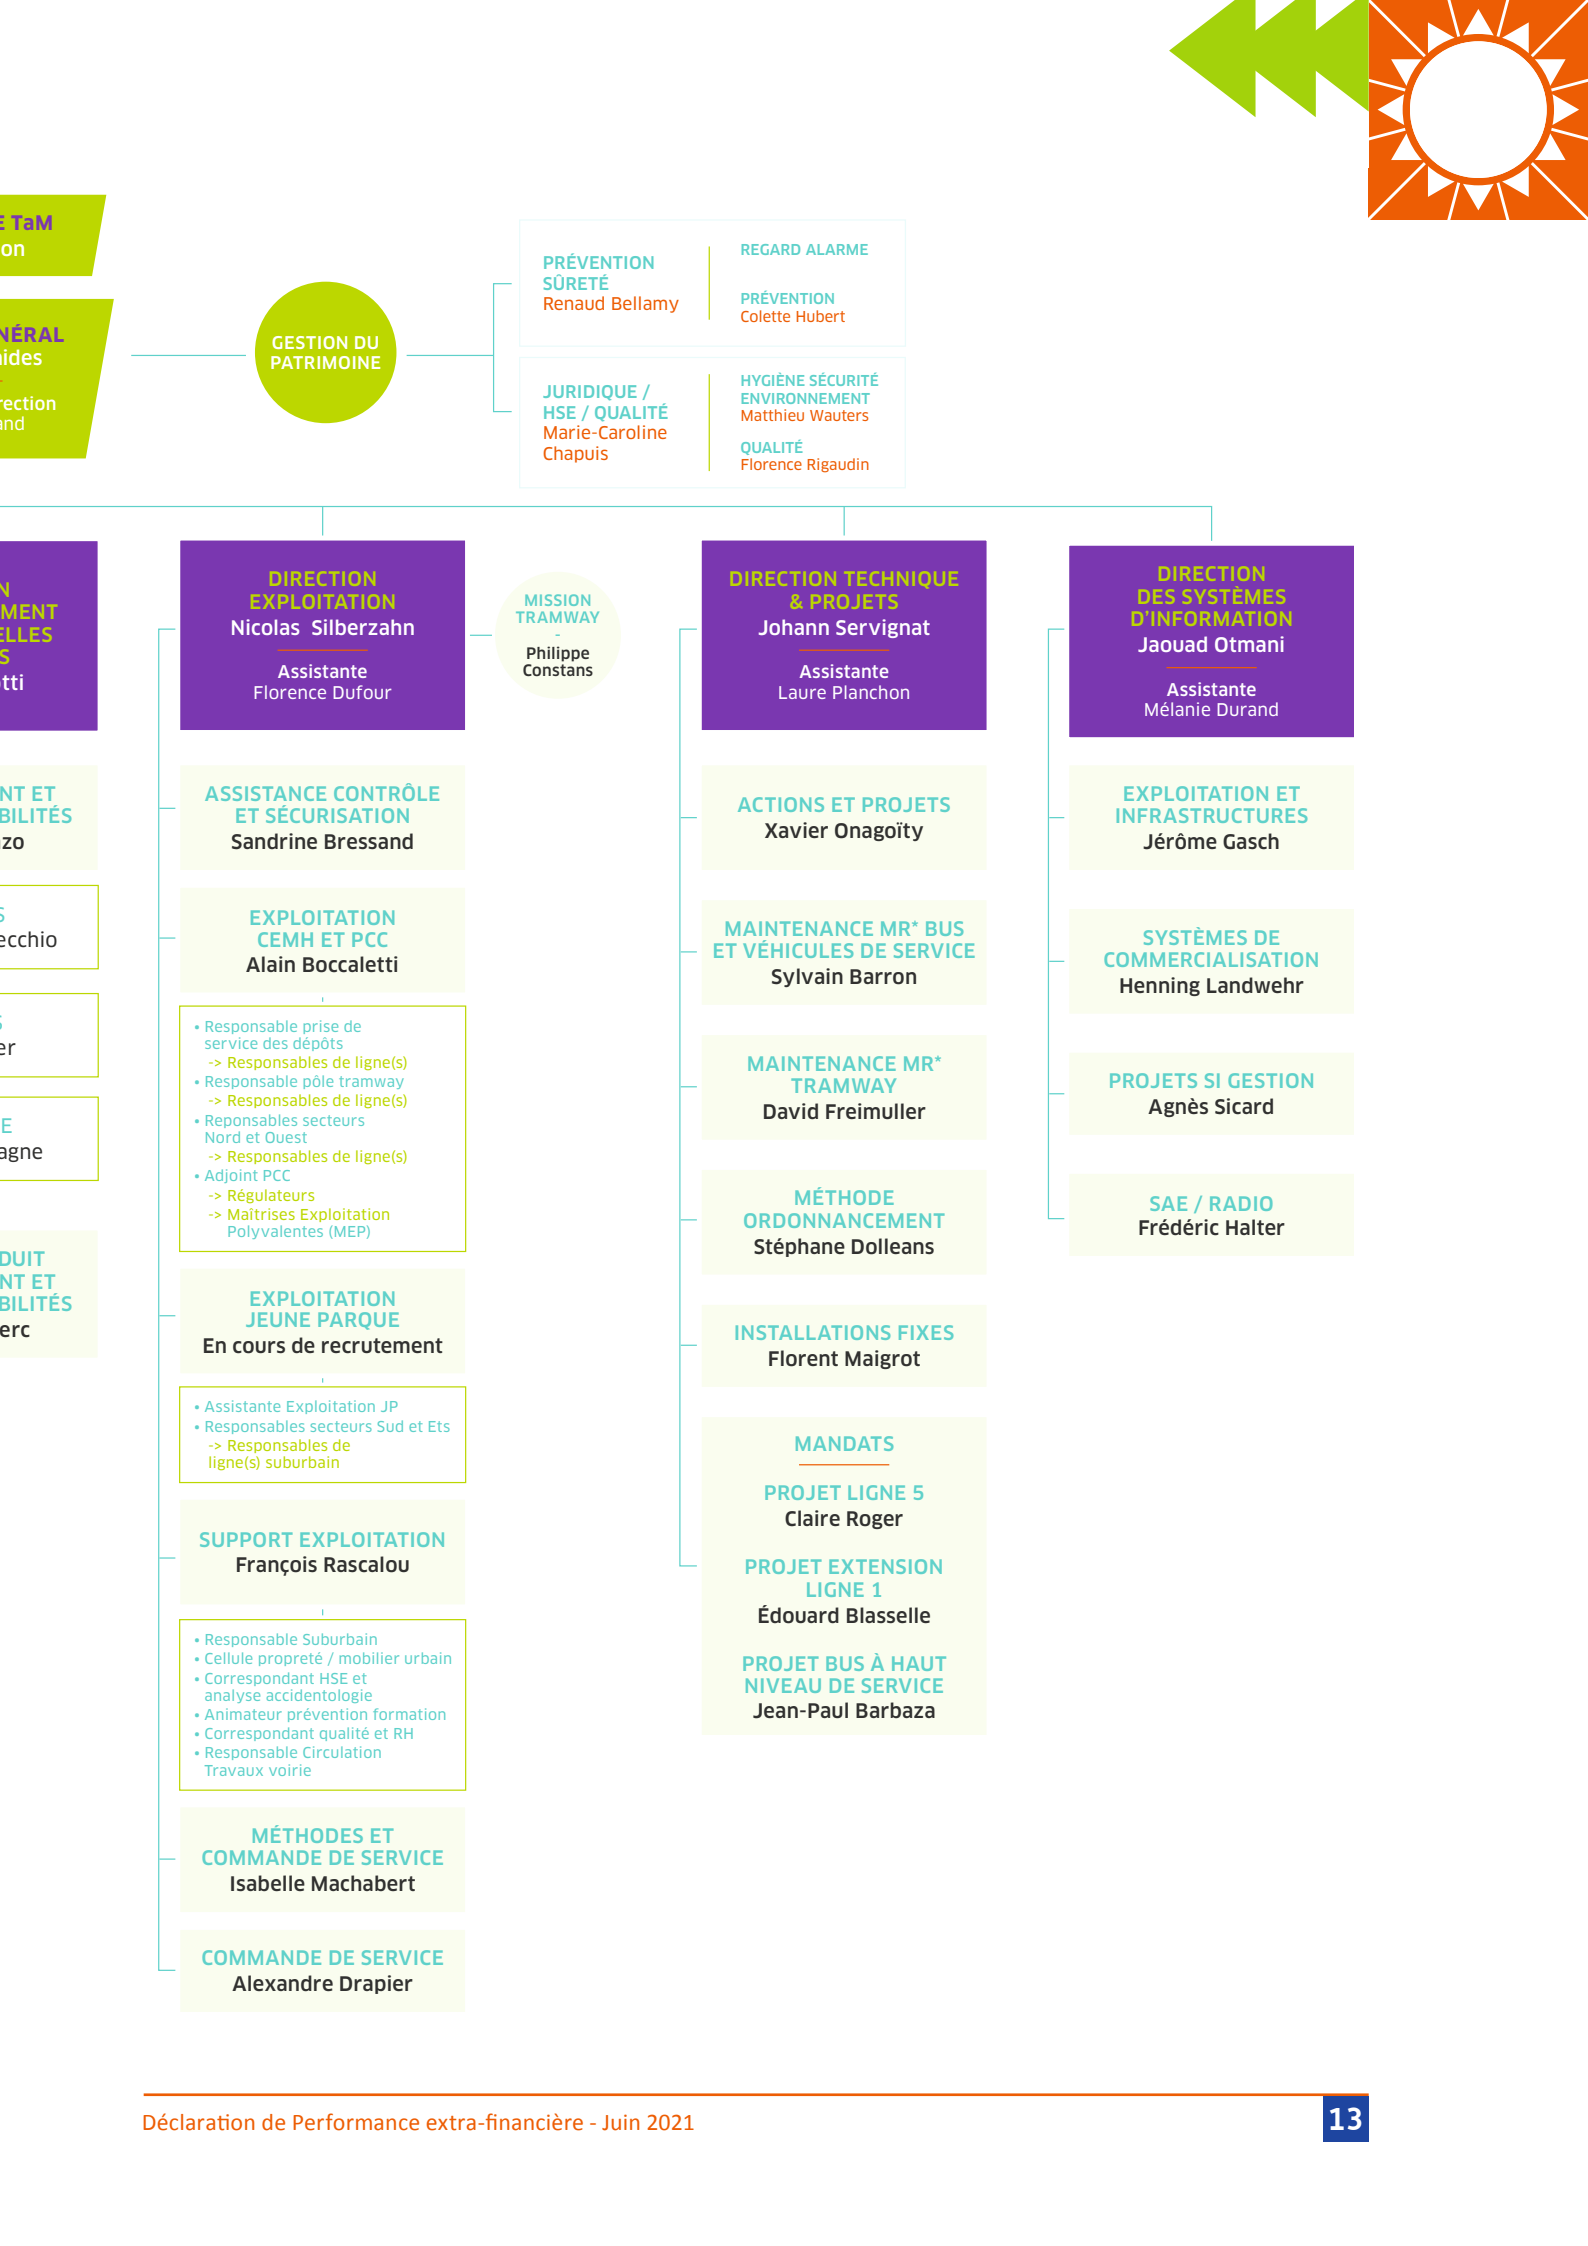 E TaM
on
NÉRAL
ides
rection
and
GESTION DU
PATRIMOINE
PRÉVENTION
SÛRETÉ
Renaud Bellamy
REGARD ALARME
PRÉVENTION
Colette Hubert
JURIDIQUE /
HSE / QUALITÉ
Marie-Caroline
Chapuis
HYGIÈNE SÉCURITÉ
ENVIRONNEMENT
Matthieu Wauters
QUALITÉ
Florence Rigaudin
N
MENT
ELLES
S
tti
NT ET
BILITÉS
zo
S
ecchio
S
er
E
agne
DUIT
NT ET
BILITÉS
erc
DIRECTION
EXPLOITATION
Nicolas Silberzahn
Assistante
Florence Dufour
MISSION
TRAMWAY
-
Philippe
Constans
ASSISTANCE CONTRÔLE
ET SÉCURISATION
Sandrine Bressand
EXPLOITATION
CEMH ET PCC
Alain Boccaletti
• Responsable prise de
service des dépôts
-> Responsables de ligne(s)
• Responsable pôle tramway
-> Responsables de ligne(s)
• Reponsables secteurs
Nord et Ouest
-> Responsables de ligne(s)
• Adjoint PCC
-> Régulateurs
-> Maîtrises Exploitation
Polyvalentes (MEP)
EXPLOITATION
JEUNE PARQUE
En cours de recrutement
• Assistante Exploitation JP
• Responsables secteurs Sud et Ets
-> Responsables de
ligne(s) suburbain
SUPPORT EXPLOITATION
François Rascalou
• Responsable Suburbain
• Cellule propreté / mobilier urbain
• Correspondant HSE et
analyse accidentologie
• Animateur prévention formation
• Correspondant qualité et RH
• Responsable Circulation
Travaux voirie
MÉTHODES ET
COMMANDE DE SERVICE
Isabelle Machabert
COMMANDE DE SERVICE
Alexandre Drapier
DIRECTION TECHNIQUE
& PROJETS
Johann Servignat
Assistante
Laure Planchon
ACTIONS ET PROJETS
Xavier Onagoïty
MAINTENANCE MR* BUS
ET VÉHICULES DE SERVICE
Sylvain Barron
MAINTENANCE MR*
TRAMWAY
David Freimuller
MÉTHODE
ORDONNANCEMENT
Stéphane Dolleans
INSTALLATIONS FIXES
Florent Maigrot
MANDATS
PROJET LIGNE 5
Claire Roger
PROJET EXTENSION
LIGNE 1
Édouard Blasselle
PROJET BUS À HAUT
NIVEAU DE SERVICE
Jean-Paul Barbaza
DIRECTION
DES SYSTÈMES
D'INFORMATION
Jaouad Otmani
Assistante
Mélanie Durand
EXPLOITATION ET
INFRASTRUCTURES
Jérôme Gasch
SYSTÈMES DE
COMMERCIALISATION
Henning Landwehr
PROJETS SI GESTION
Agnès Sicard
SAE / RADIO
Frédéric Halter
Déclaration de Performance extra-financière - Juin 2021
13